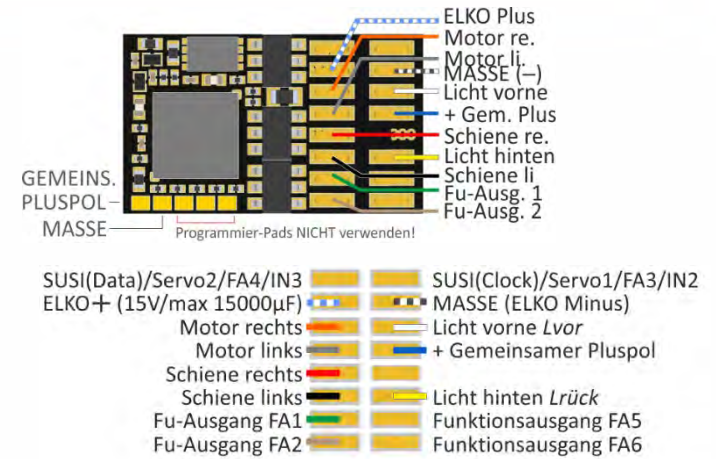 ELKO Plus
Motor re.
Motor li.
MASSE (–)
Licht vorne
+ Gem. Plus
Schiene re.
Licht hinten
Schiene li
Fu-Ausg. 1
Fu-Ausg. 2
GEMEINS.
PLUSPOL
MASSE
Programmier-Pads NICHT verwenden!
SUSI(Data)/Servo2/FA4/IN3 SUSI(Clock)/Servo1/FA3/IN2
ELKO+ (15V/max 15000µF) MASSE (ELKO Minus)
Motor rechts Licht vorne Lvor
Motor links + Gemeinsamer Pluspol
Schiene rechts
Schiene links Licht hinten Lrück
Fu-Ausgang FA1 Funktionsausgang FA5
Fu-Ausgang FA2 Funktionsausgang FA6